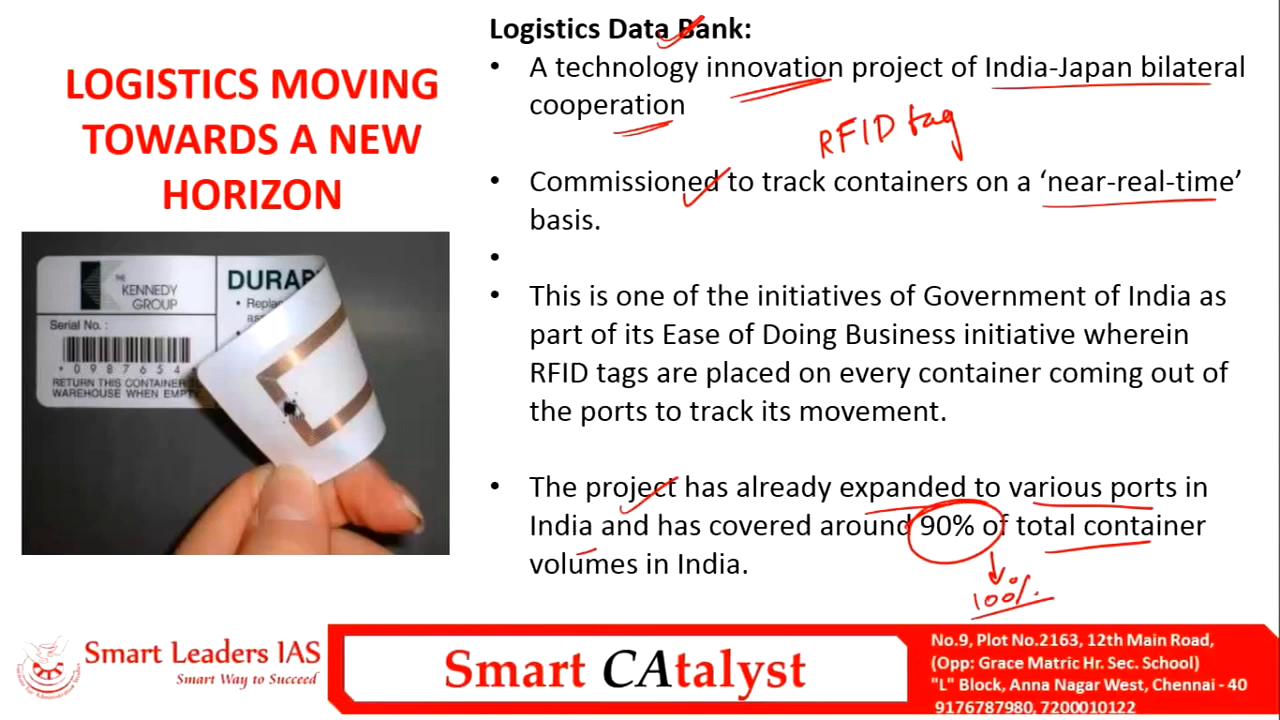 LOGISTICS MOVING
TOWARDS A NEW
HORIZON
THE
KENNEDY
GROUP
Serial No.:
*0987654
RETURN THIS CONTAINER
WAREHOUSE WHEN EMPT
DURAB
• Repla
Logistics Data Bank:
• A technology innovation project of India-Japan bilateral
cooperation
RFID tag
• Commissioned to track containers on a ‘near-real-time’
basis.
•
• This is one of the initiatives of Government of India as
part of its Ease of Doing Business initiative wherein
RFID tags are placed on every container coming out of
the ports to track its movement.
• The project has already expanded to various ports in
India and has covered around 90% of total container
volumes in India.
100%.
Smart Leaders IAS
Smart Way to Succeed
Smart CAtalyst
No.9, Plot No.2163, 12th Main Road,
(Opp: Grace Matric Hr. Sec. School)
"L" Block, Anna Nagar West, Chennai - 40
9176787980, 7200010122